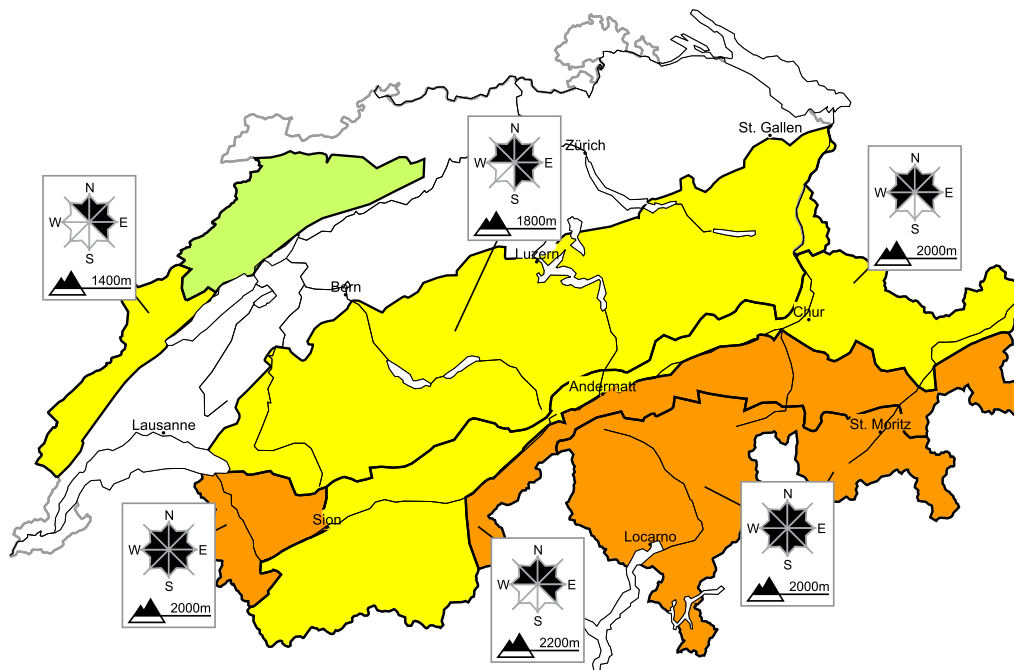 St. Gallen
N
W E
S
1800m
Zürich
N
W E
S
2000m
N
W E
S
1400m
Luzern
Bern
Chur
Andermatt
Lausanne
St. Moritz
Sion
Locarno
N
W E
S
2000m
N
W E
S
2200m
N
W E
S
2000m